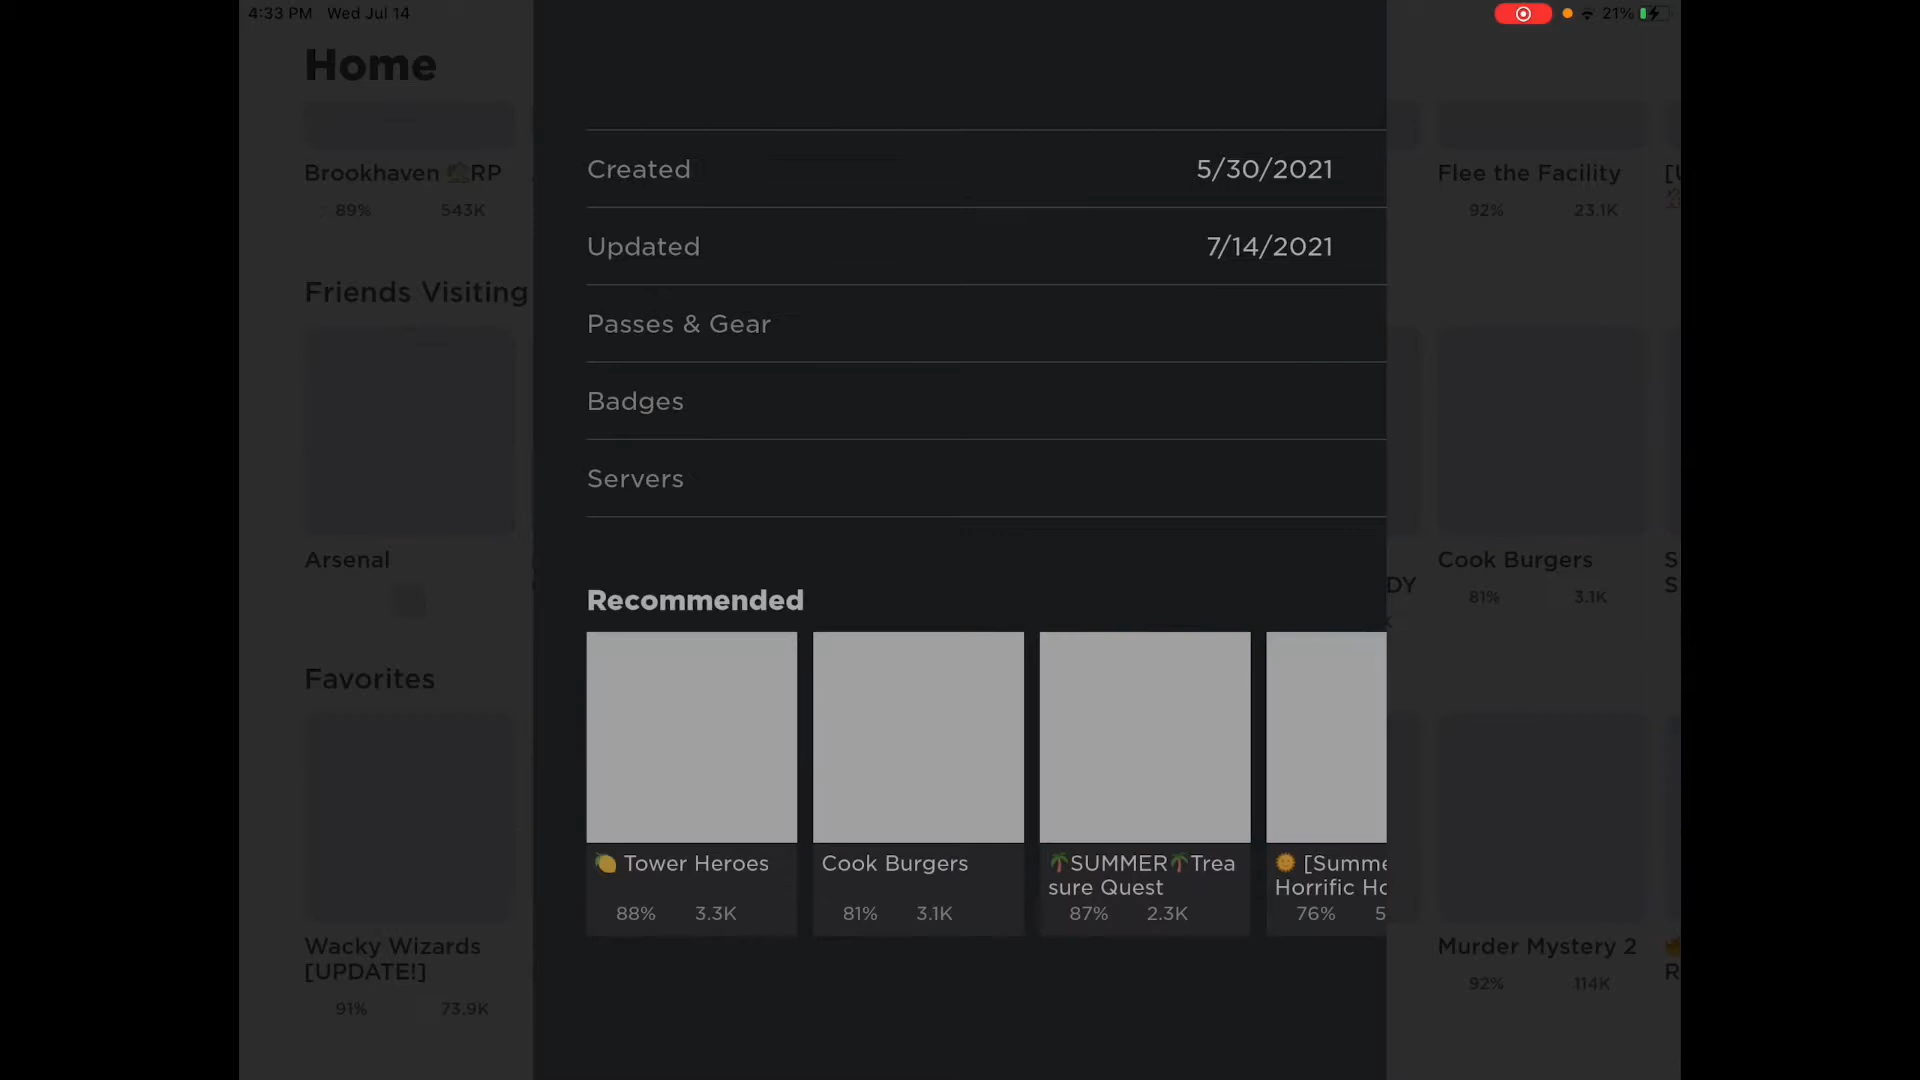 4:33 PM Wed Jul 14
21%
Home
Brookhaven 🏡RP
89% 543K
Friends Visiting
Arsenal
Favorites
Wacky Wizards
[UPDATE!]
91% 73.9K
Created 5/30/2021
Updated 7/14/2021
Passes & Gear
Badges
Servers
Recommended
🍋 Tower Heroes
88% 3.3K
Cook Burgers
81% 3.1K
🌴SUMMER🌴Trea
sure Quest
87% 2.3K
🌞 [Summe
Horrific Ho
76% 5
Flee the Facility
92% 23.1K
[U
DY
Cook Burgers
81% 3.1K
S
S
Murder Mystery 2
92% 114K
R